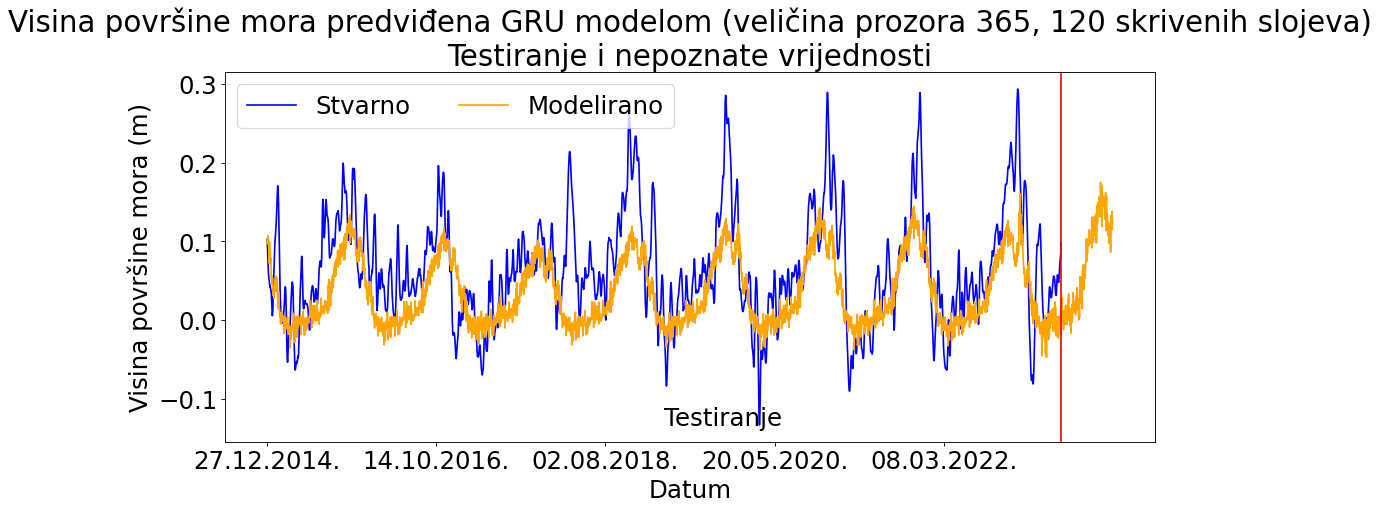 Visina površine mora predviđena GRU modelom (veličina prozora 365, 120 skrivenih slojeva)
Testiranje i nepoznate vrijednosti
Stvarno Modelirano
Visina površine mora (m)
0.3
0.2
0.1
0.0
−0.1
Testiranje
27.12.2014. 14.10.2016. 02.08.2018. 20.05.2020. 08.03.2022.
Datum